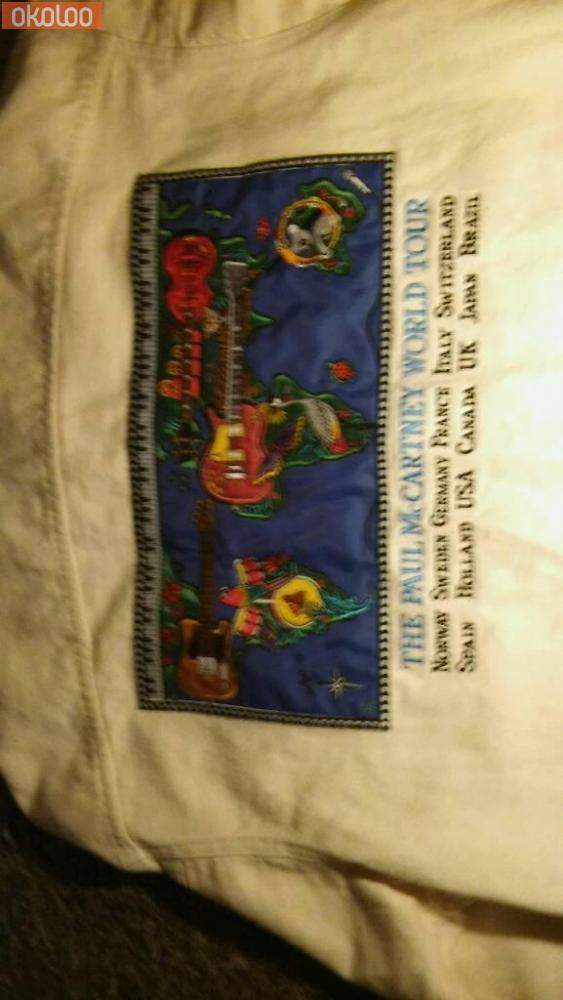 okoloo
THE PAUL McCARTNEY WORLD TOUR
NORWAY SWEDEN GERMANY FRANCE ITALY SWITZERLAND
SPAIN HOLLAND USA CANADA UK JAPAN BRAZIL